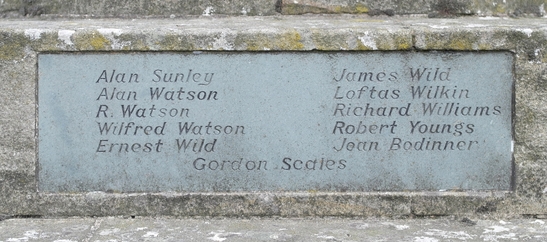 Alan Sunley James Wild
Alan Watson Loftas Wilkin
R. Watson Richard Williams
Wilfred Watson Robert Youngs
Ernest Wild Joan Bodinner
Gordon Scales